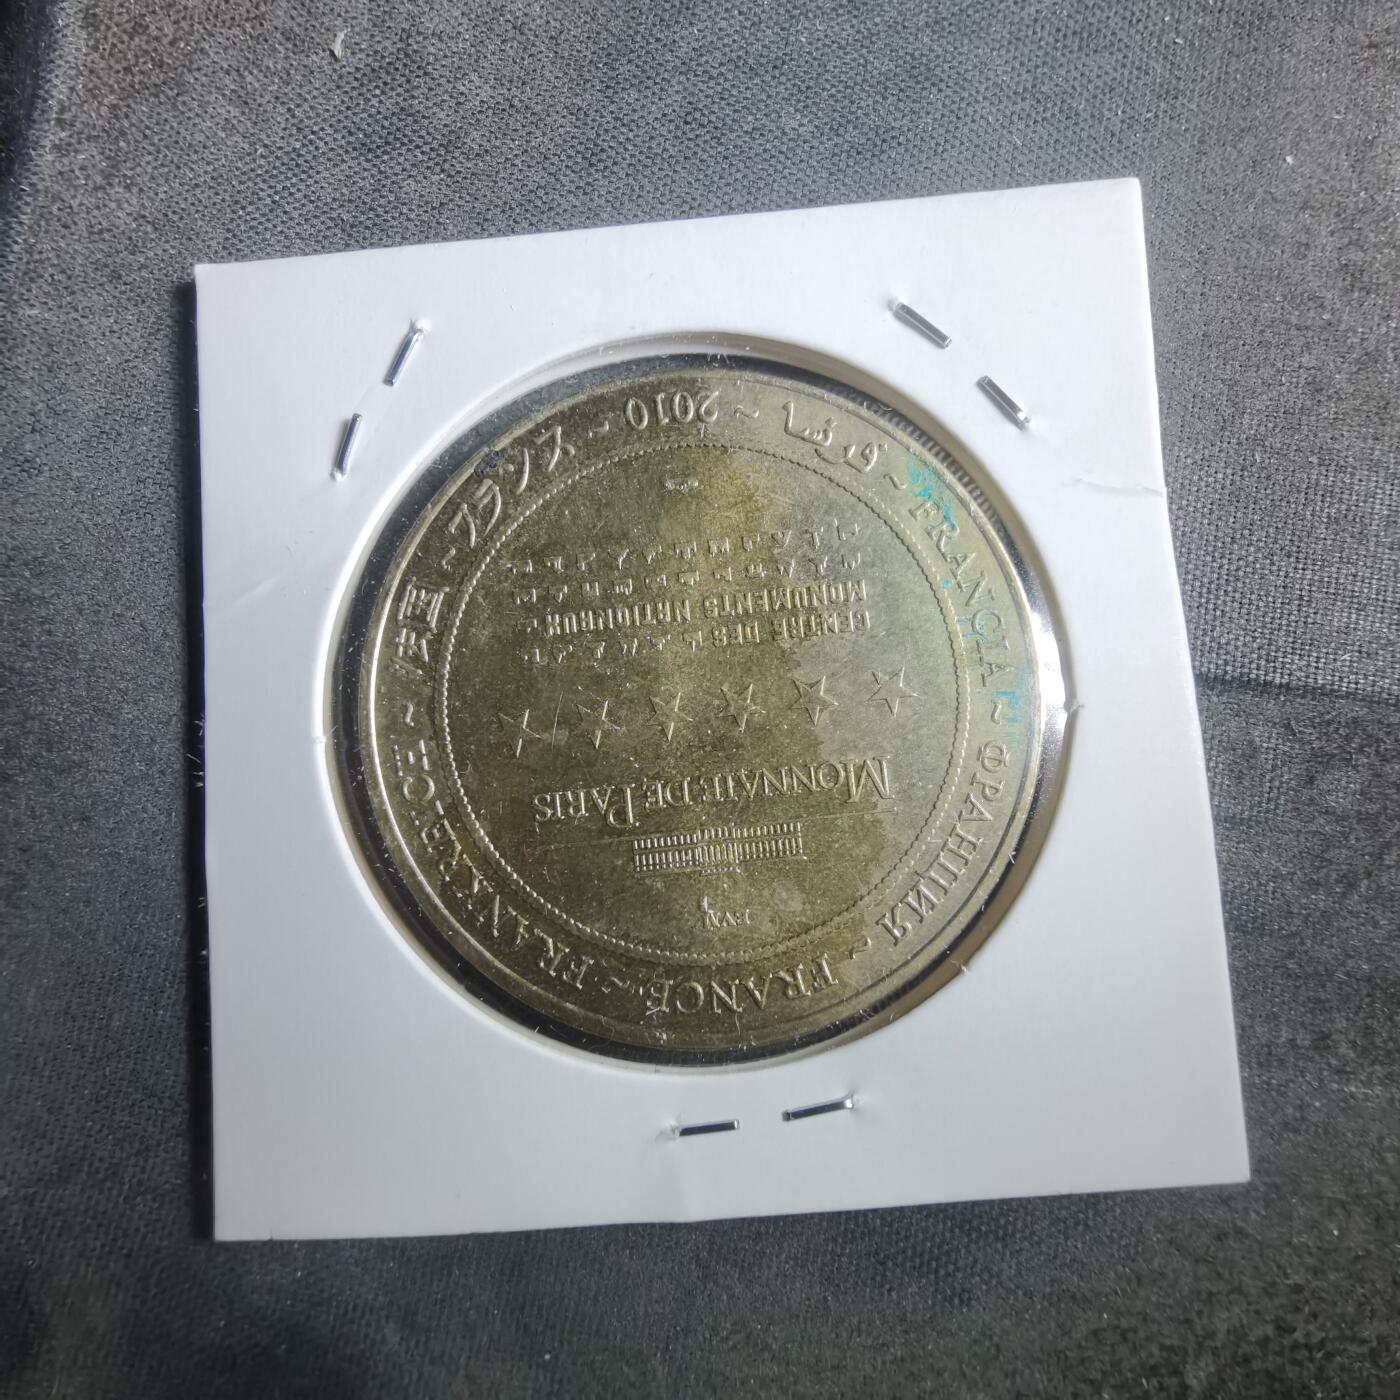 FRANCE ~ FRANKREICH ~ 法国 ~ フランス ~ 2010 ~ فرنسا ~ FRANCIA ~ ФРАНЦИЯ ~
MONNAIE DE PARIS
CENTRE DES
MONUMENTS NATIONAUX